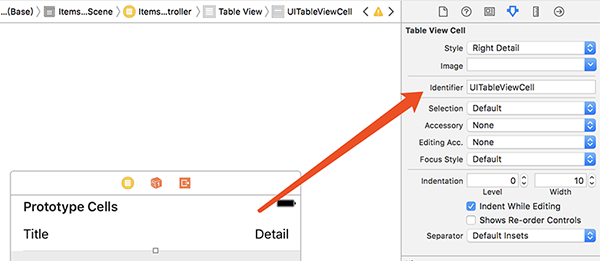 ...(Base) Items...Scene Items...troller Table View UITableViewCell
Table View Cell
Style Right Detail
Image
Identifier UITableViewCell
Selection Default
Accessory None
Editing Acc. None
Focus Style Default
Indentation 0 10
Level Width
Indent While Editing
Shows Re-order Controls
Separator Default Insets
Prototype Cells
Title Detail